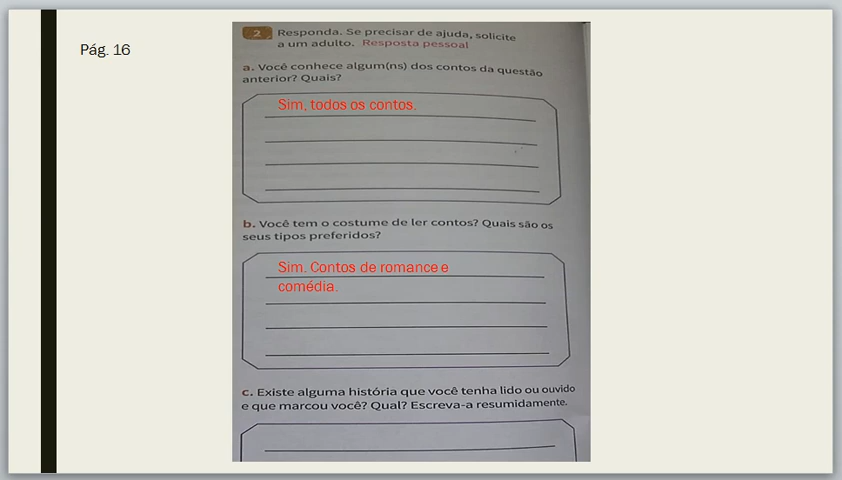 Pág. 16
2 Responda. Se precisar de ajuda, solicite
a um adulto. Resposta pessoal
a. Você conhece algum(ns) dos contos da questão
anterior? Quais?
Sim, todos os contos.
b. Você tem o costume de ler contos? Quais são os
seus tipos preferidos?
Sim. Contos de romance e
comédia.
c. Existe alguma história que você tenha lido ou ouvido
e que marcou você? Qual? Escreva-a resumidamente.